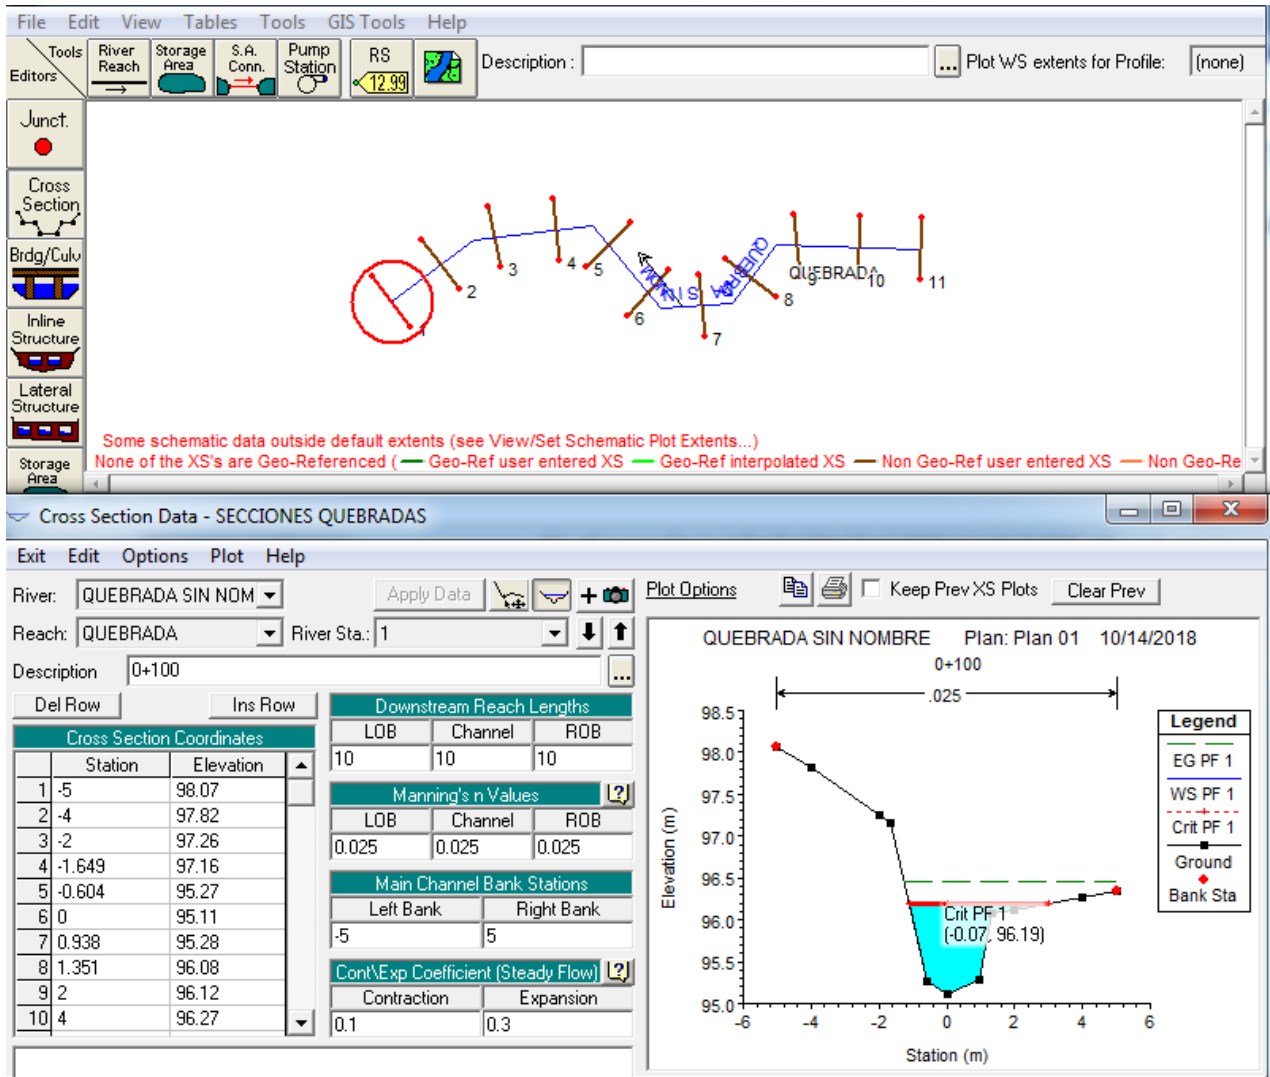 File Edit View Tables Tools GIS Tools Help
Tools
Editors
River
Reach
Storage
Area
S.A.
Conn.
Pump
Station
RS
12.99
Description :
...
Plot WS extents for Profile:
(none)
Junct.
Cross
Section
Brdg/Culv
Inline
Structure
Lateral
Structure
Storage
Area
1
2
3
4
5
6
7
8
9
10
11
QUEBRADA
SIN
Some schematic data outside default extents (see View/Set Schematic Plot Extents...)
None of the XS's are Geo-Referenced ( Geo-Ref user entered XS Geo-Ref interpolated XS Non Geo-Ref user entered XS Non Geo-Re
Cross Section Data - SECCIONES QUEBRADAS
Exit Edit Options Plot Help
River: QUEBRADA SIN NOM
Apply Data
Reach: QUEBRADA
River Sta.: 1
Description 0+100
...
Del Row Ins Row
Cross Section Coordinates
Station Elevation
1 -5 98.07
2 -4 97.82
3 -2 97.26
4 -1.649 97.16
5 -0.604 95.27
6 0 95.11
7 0.938 95.28
8 1.351 96.08
9 2 96.12
10 4 96.27
Downstream Reach Lengths
LOB Channel ROB
10 10 10
Manning's n Values
LOB Channel ROB
0.025 0.025 0.025
Main Channel Bank Stations
Left Bank Right Bank
-5 5
Cont\Exp Coefficient (Steady Flow)
Contraction Expansion
0.1 0.3
Plot Options
Keep Prev XS Plots
Clear Prev
QUEBRADA SIN NOMBRE Plan: Plan 01 10/14/2018
0+100
.025
98.5
98.0
97.5
97.0
96.5
96.0
95.5
95.0
Elevation (m)
-6 -4 -2 0 2 4 6
Station (m)
Crit PF 1
(-0.07, 96.19)
Legend
EG PF 1
WS PF 1
Crit PF 1
Ground
Bank Sta